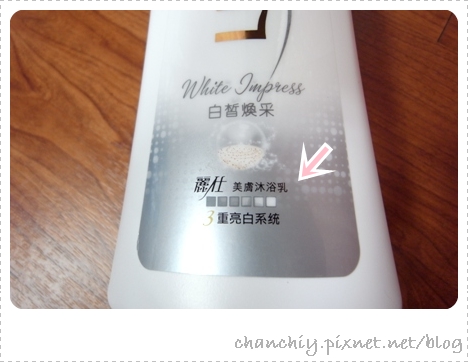 White Impress
白皙煥采
麗仕 美膚沐浴乳
3重亮白系統
chanchiy.pixnet.net/blog